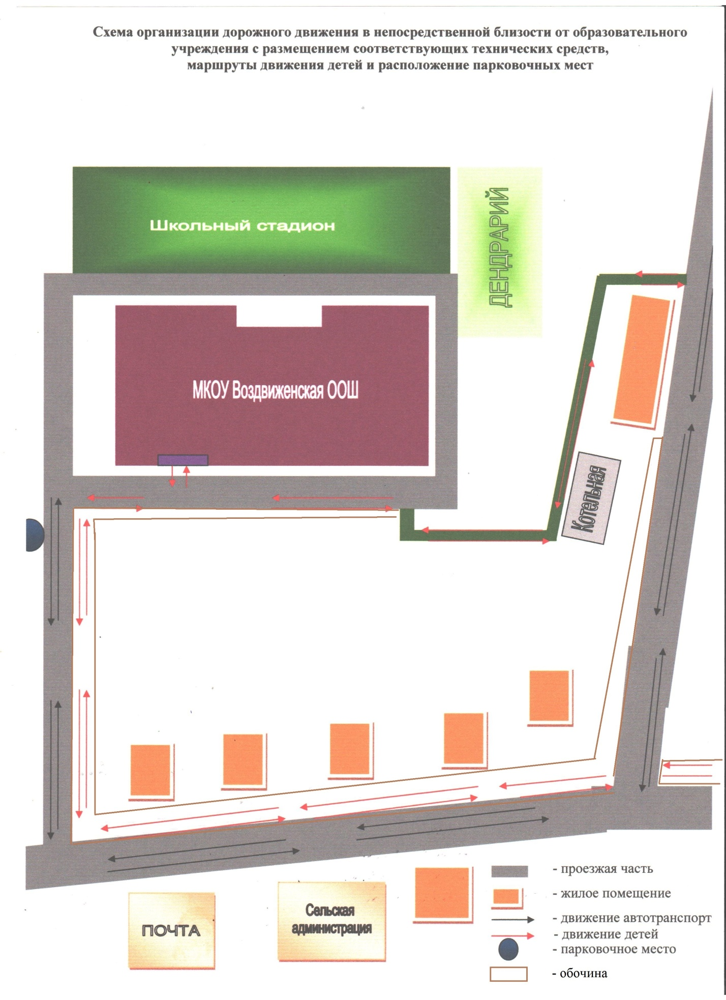 Схема организации дорожного движения в непосредственной близости от образовательного
учреждения с размещением соответствующих технических средств,
маршруты движения детей и расположение парковочных мест
Школьный стадион
ДЕНДРАРИЙ
МКОУ Воздвиженская ООШ
Котельная
ПОЧТА
Сельская
администрация
- проезжая часть
- жилое помещение
- движение автотранспорт
- движение детей
- парковочное место
- обочина